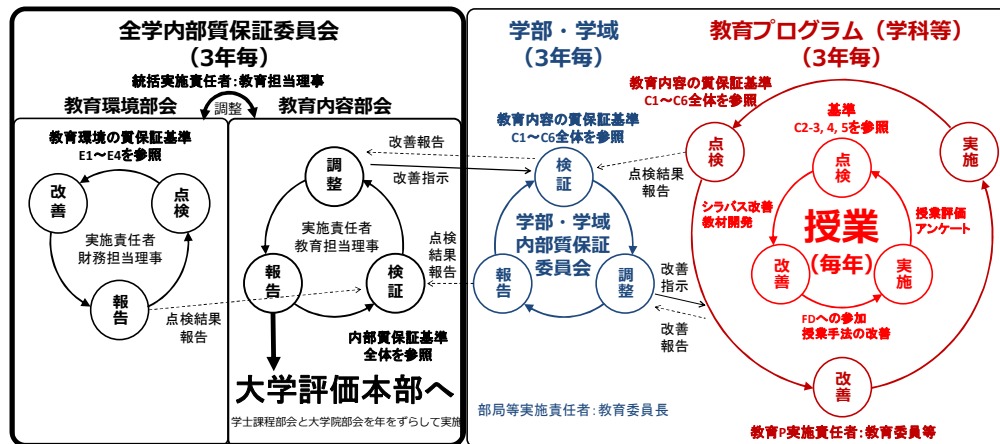 全学内部質保証委員会
(3年毎)
統括実施責任者:教育担当理事
教育環境部会
調整
教育内容部会
教育環境の質保証基準
E1~E4を参照
改善
点検
実施責任者
財務担当理事
報告
点検結果
報告
調整
実施責任者
教育担当理事
報告
検証
点検
結果
報告
内部質保証基準
全体を参照
大学評価本部へ
学士課程部会と大学院部会を年をずらして実施
改善報告
改善指示
学部・学域
(3年毎)
教育内容の質保証基準
C1~C6全体を参照
検証
学部・学域
内部質保証
委員会
報告
調整
点検結果
報告
改善
指示
改善
報告
部局等実施責任者:教育委員長
教育プログラム(学科等)
(3年毎)
教育内容の質保証基準
C1~C6全体を参照
点検
実施
基準
C2-3, 4, 5を参照
点検
シラバス改善
教材開発
授業評価
アンケート
授業
(毎年)
改善
実施
FDへの参加
授業手法の改善
改善
教育P実施責任者:教育委員等